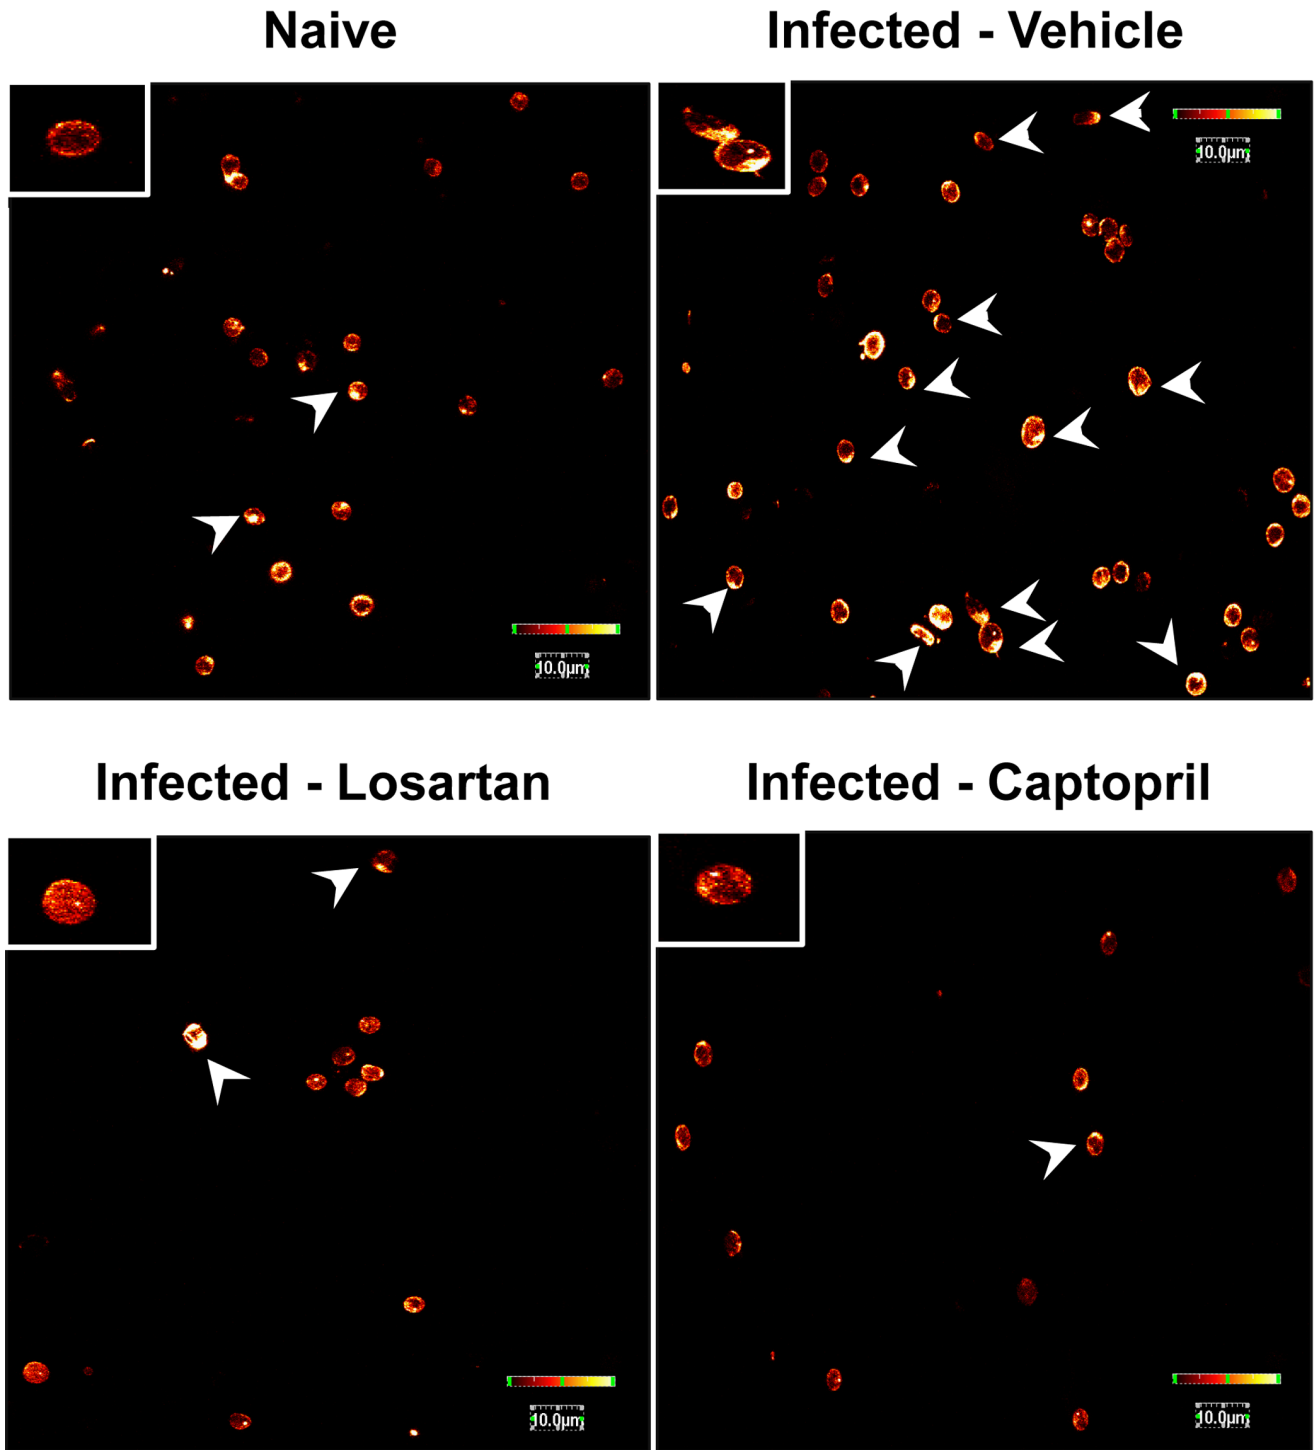 Naive
Infected - Vehicle
10.0µm
10.0µm
Infected - Losartan
Infected - Captopril
10.0µm
10.0µm